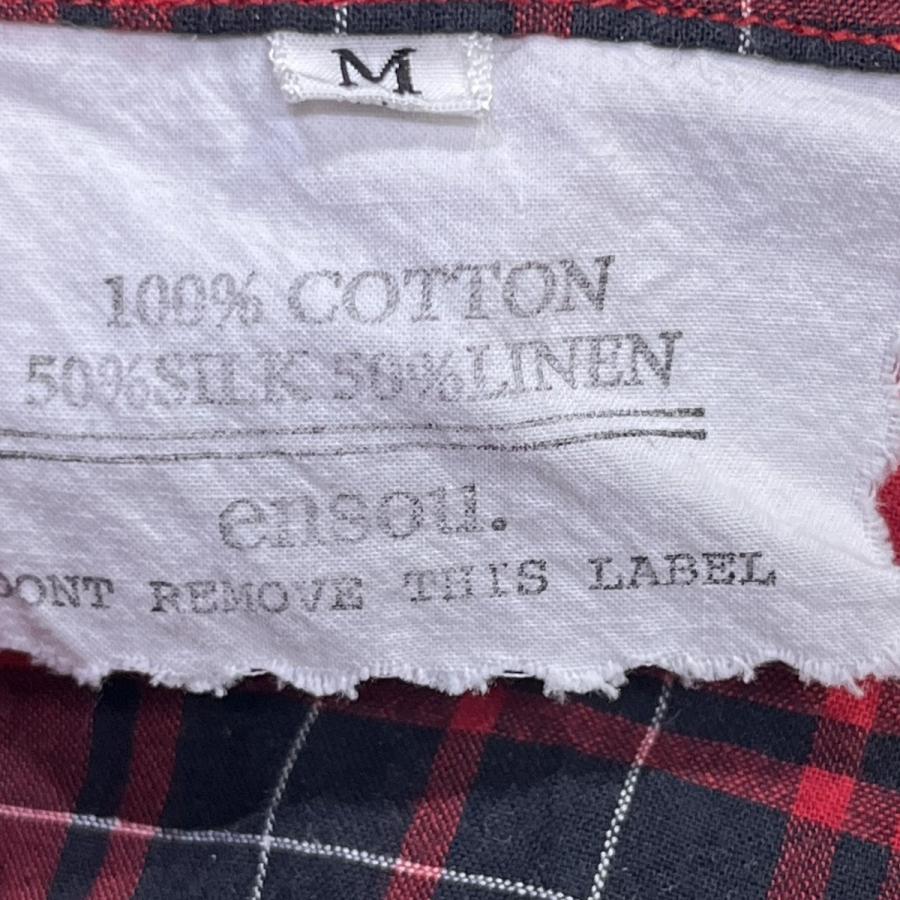 M
100% COTTON
50%SILK 50%LINEN
ensou.
DONT REMOVE THIS LABEL